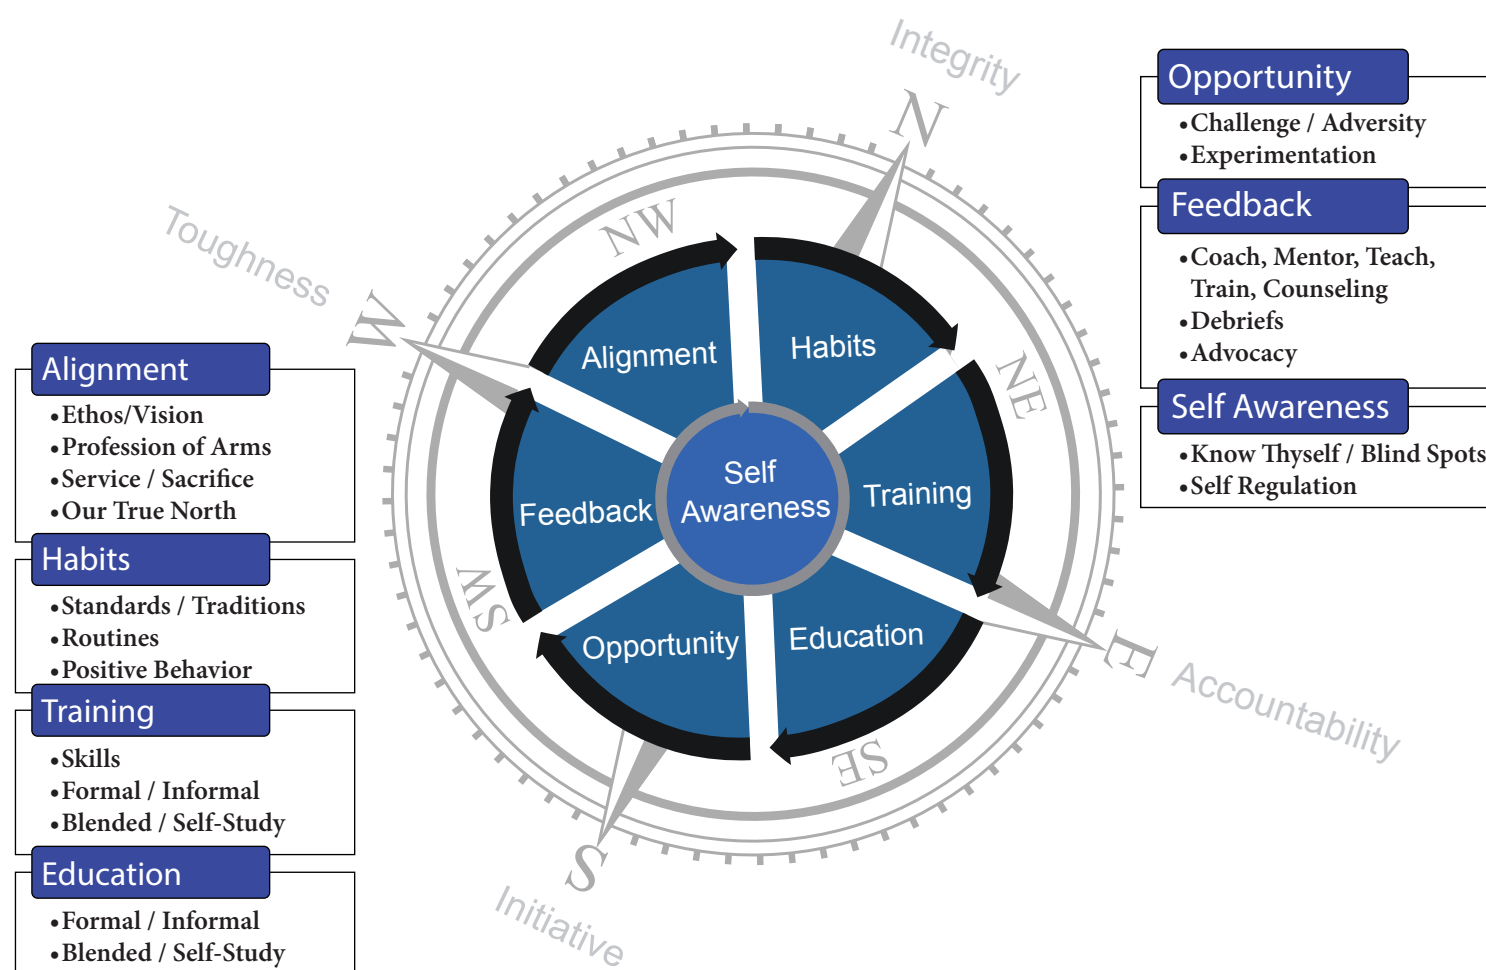 Integrity
N
Toughness
W
NW
NE
SW
SE
E
Accountability
S
Initiative
Alignment
Habits
Training
Education
Opportunity
Feedback
Self
Awareness
Alignment
•Ethos/Vision
•Profession of Arms
•Service / Sacrifice
•Our True North
Habits
•Standards / Traditions
•Routines
•Positive Behavior
Training
•Skills
•Formal / Informal
•Blended / Self-Study
Education
•Formal / Informal
•Blended / Self-Study
Opportunity
•Challenge / Adversity
•Experimentation
Feedback
•Coach, Mentor, Teach,
Train, Counseling
•Debriefs
•Advocacy
Self Awareness
•Know Thyself / Blind Spots
•Self Regulation